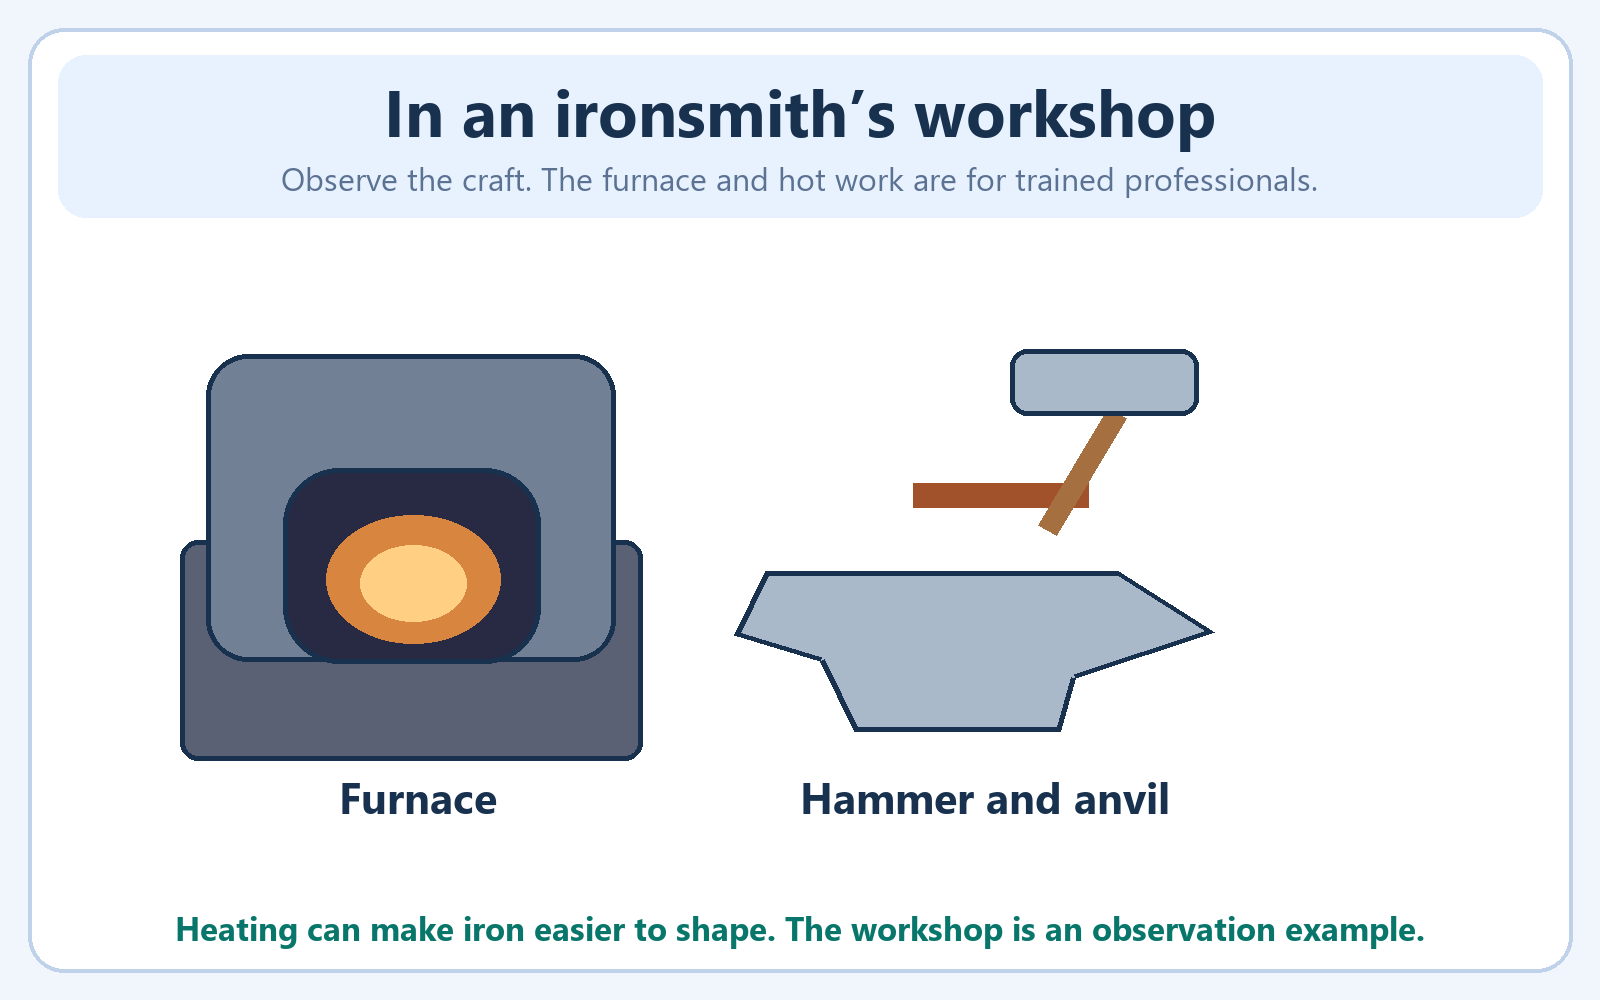 In an ironsmith′s workshop
Observe the craft. The furnace and hot work are for trained professionals.
Furnace
Hammer and anvil
Heating can make iron easier to shape. The workshop is an observation example.